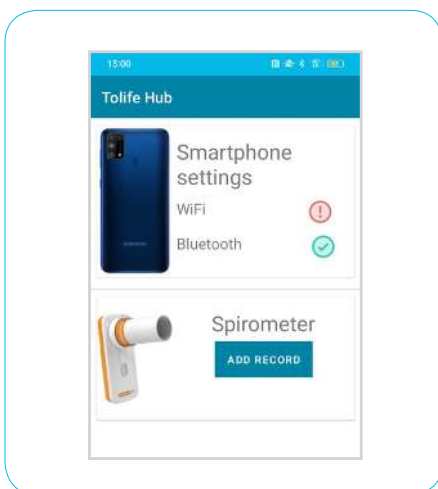 13:00
Tolife Hub
Smartphone
settings
WiFi
Bluetooth
Spirometer
ADD RECORD